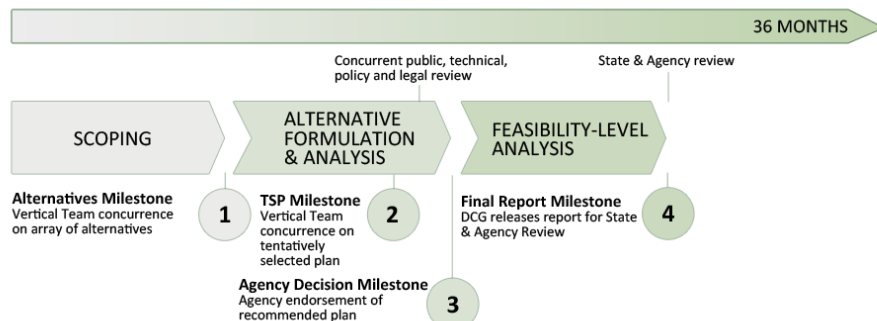 36 MONTHS
Concurrent public, technical,
policy and legal review
State & Agency review
SCOPING
ALTERNATIVE
FORMULATION
& ANALYSIS
FEASIBILITY-LEVEL
ANALYSIS
Alternatives Milestone
Vertical Team concurrence
on array of alternatives
1
TSP Milestone
Vertical Team
concurrence on
tentatively
selected plan
2
Agency Decision Milestone
Agency endorsement of
recommended plan
3
Final Report Milestone
DCG releases report for State
& Agency Review
4